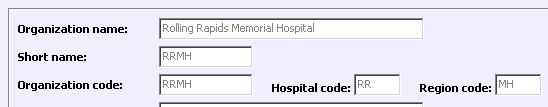 Organization name: Rolling Rapids Memorial Hospital
Short name: RRMH
Organization code: RRMH Hospital code: RR Region code: MH